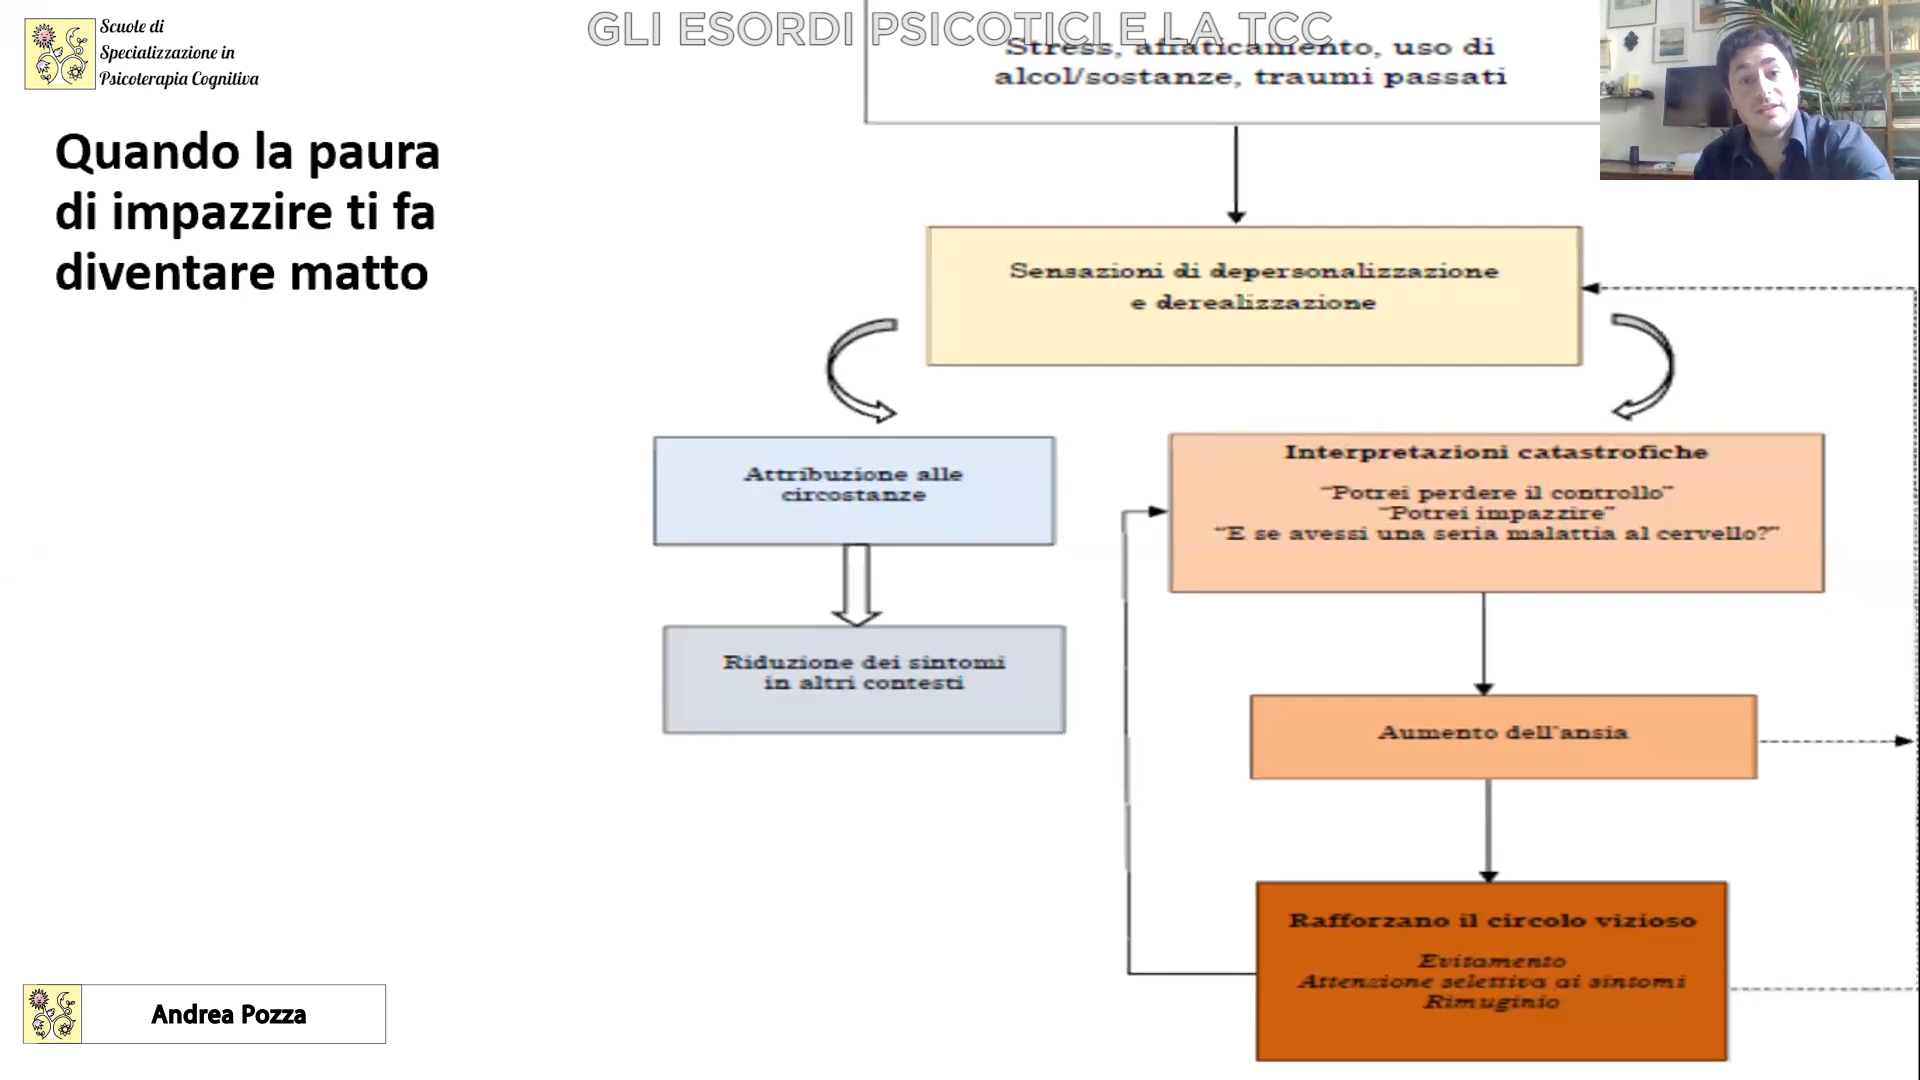 Scuole di
Specializzazione in
Psicoterapia Cognitiva
GLI ESORDI PSICOTICI E LA TCC
Quando la paura
di impazzire ti fa
diventare matto
Stress, affaticamento, uso di
alcol/sostanze, traumi passati
Sensazioni di depersonalizzazione
e derealizzazione
Attribuzione alle
circostanze
Riduzione dei sintomi
in altri contesti
Interpretazioni catastrofiche
“Potrei perdere il controllo”
“Potrei impazzire”
“E se avessi una seria malattia al cervello?”
Aumento dell'ansia
Rafforzano il circolo vizioso
Evitamento
Attenzione selettiva ai sintomi
Rimuginio
Andrea Pozza